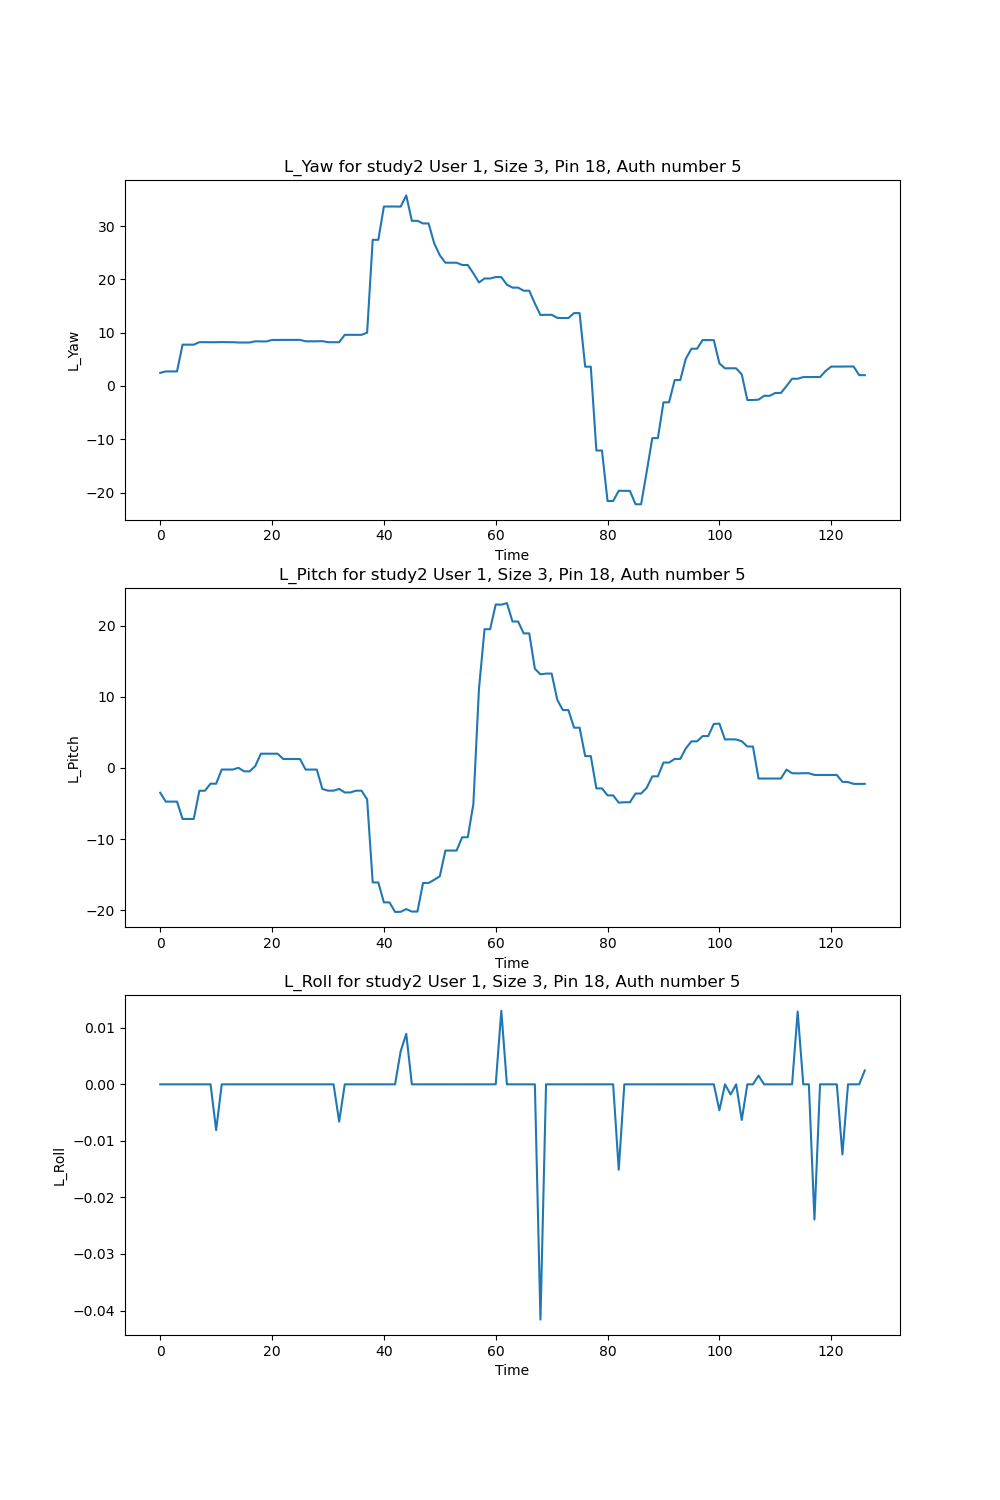 L_Yaw for study2 User 1, Size 3, Pin 18, Auth number 5
30
20
10
0
−10
−20
L_Yaw
0 20 40 60 80 100 120
Time
L_Pitch for study2 User 1, Size 3, Pin 18, Auth number 5
20
10
0
−10
−20
L_Pitch
0 20 40 60 80 100 120
Time
L_Roll for study2 User 1, Size 3, Pin 18, Auth number 5
0.01
0.00
−0.01
−0.02
−0.03
−0.04
L_Roll
0 20 40 60 80 100 120
Time